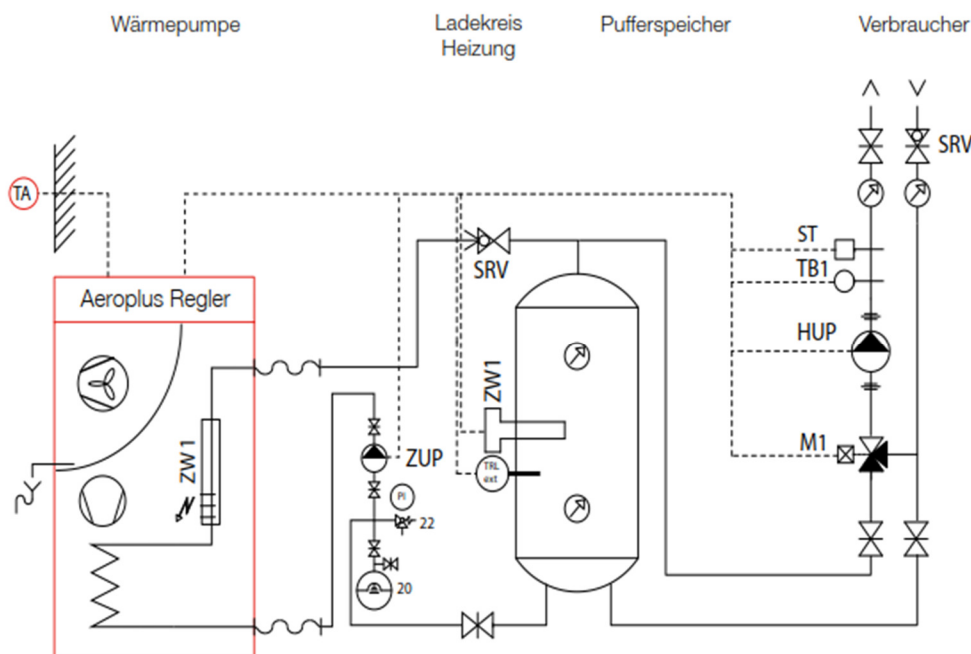 Wärmepumpe
Ladekreis
Heizung
Pufferspeicher
Verbraucher
SRV
TA
ST
SRV
TB1
Aeroplus Regler
HUP
ZW1
ZW1
M1
ZUP
TRL
ext
PI
22
20